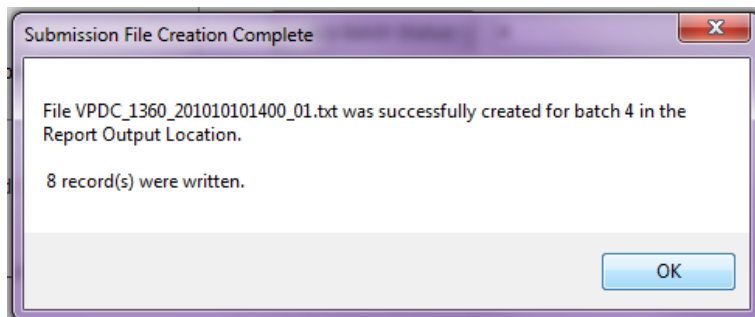 Submission File Creation Complete
File VPDC_1360_201010101400_01.txt was successfully created for batch 4 in the
Report Output Location.
8 record(s) were written.
OK